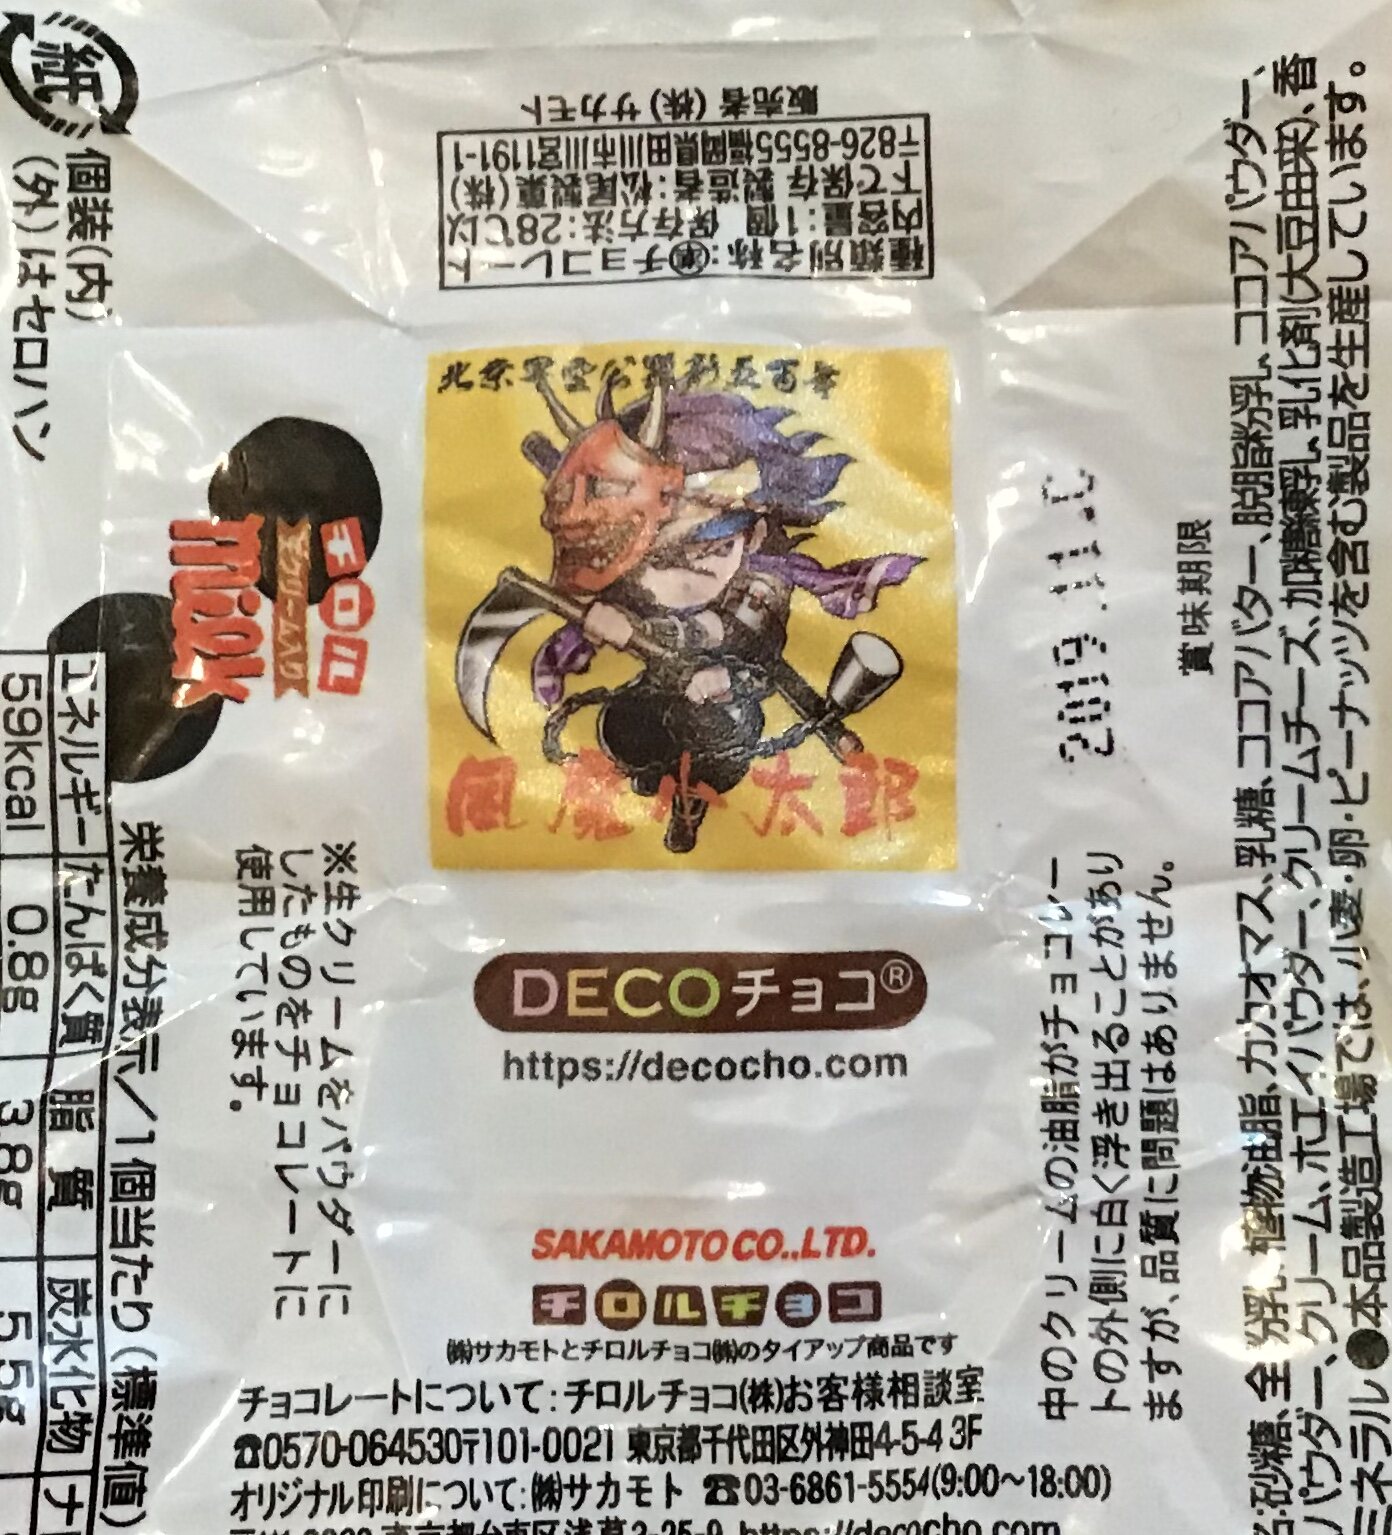 販売者 (株) サカモト
種類別名称:㊣チョコレート
内容量:1個 保存方法:28℃以
下で保存 製造者:松尾製菓(株)
〒826-8555福岡県田川市川宮1191-1
紙
個装(内)
(外)はセロハン
チロル
生クリーム入り
milk
※生クリームをパウダーに
したものをチョコレートに
使用しています。
栄養成分表示/1個当たり(標準値)
エネルギー たんぱく質 脂質 炭水化物 ナ
59kcal 0.8g 3.8g 5.5g
風魔小太郎
DECOチョコ®
https://decocho.com
SAKAMOTO CO.,LTD.
チロルチョコ
㈱サカモトとチロルチョコ㈱のタイアップ商品です
チョコレートについて:チロルチョコ(株)お客様相談室
☎0570-064530〒101-0021 東京都千代田区外神田4-5-4 3F
オリジナル印刷について:㈱サカモト ☎03-6861-5554(9:00〜18:00)
東京都台東区浅草3-25-9 https://decocho.com
賞味期限
2019.11.
中のクリームの油脂がチョコレー
トの外側に白く浮き出ることがあり
ますが、品質に問題はありません。
砂糖、全粉乳、植物油脂、カカオマス、乳糖、ココアバター、脱脂粉乳、ココアパウダー、
パウダー、クリーム、ホエイパウダー、クリームチーズ、加糖練乳、乳化剤(大豆由来)、香
ミネラル ●本品製造工場では、小麦・卵・ピーナッツを含む製品を生産しています。